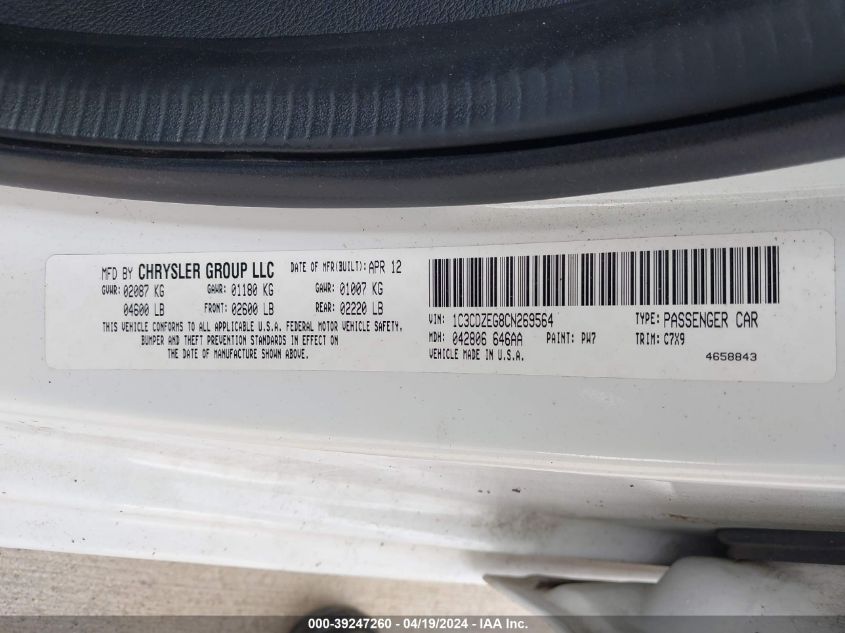 MFD BY CHRYSLER GROUP LLC DATE OF MFR(BUILT): APR 12
GVWR: 02087 KG GAWR: 01180 KG GAWR: 01007 KG
04600 LB FRONT: 02600 LB REAR: 02220 LB
THIS VEHICLE CONFORMS TO ALL APPLICABLE U.S.A. FEDERAL MOTOR VEHICLE SAFETY,
BUMPER AND THEFT PREVENTION STANDARDS IN EFFECT ON
THE DATE OF MANUFACTURE SHOWN ABOVE.
VIN: 1C3CDZEG8CN269564 TYPE: PASSENGER CAR
MDH: 042806 646AA PAINT: PW7 TRIM: C7X9
VEHICLE MADE IN U.S.A. 4658843
000-39247260 - 04/19/2024 - IAA Inc.